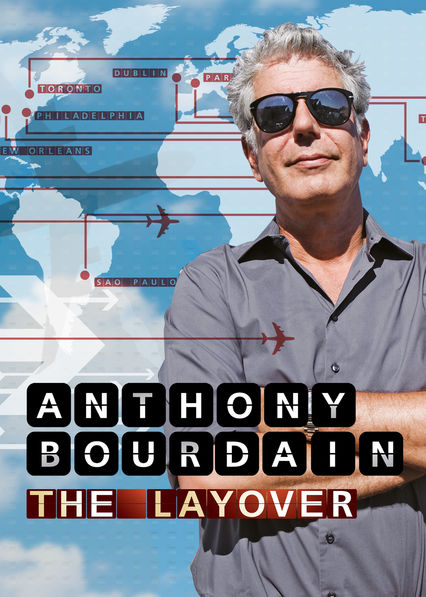 DUBLIN
PAR
TORONTO
PHILADELPHIA
EW ORLEANS
T
SAO PAULO
ANTHONY
BOURDAIN
THE LAYOVER